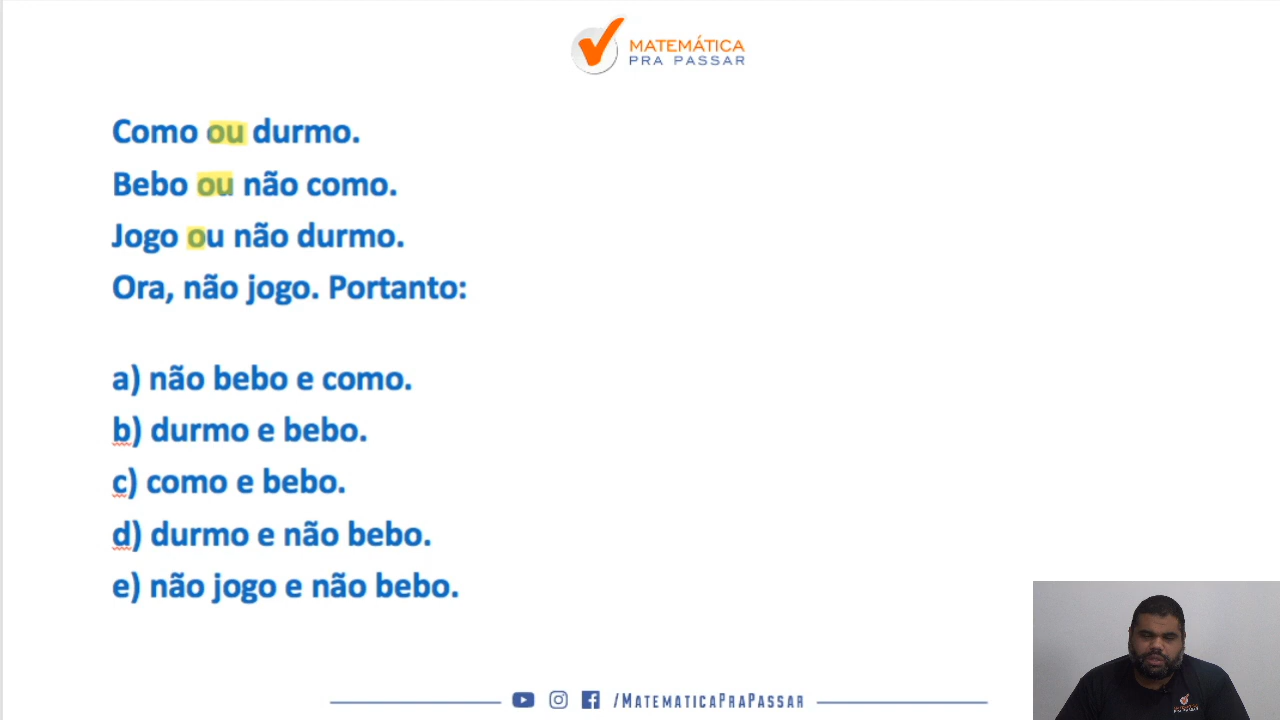 MATEMÁTICA
PRA PASSAR
Como ou durmo.
Bebo ou não como.
Jogo ou não durmo.
Ora, não jogo. Portanto:
a) não bebo e como.
b) durmo e bebo.
c) como e bebo.
d) durmo e não bebo.
e) não jogo e não bebo.
/MATEMATICAPRAPASSAR